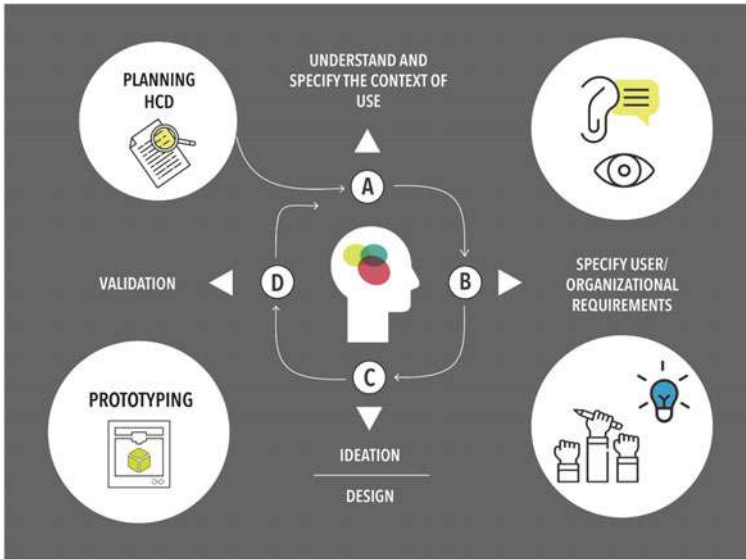 PLANNING
HCD
UNDERSTAND AND
SPECIFY THE CONTEXT OF
USE
A
VALIDATION
D
B
SPECIFY USER/
ORGANIZATIONAL
REQUIREMENTS
C
PROTOTYPING
IDEATION
DESIGN